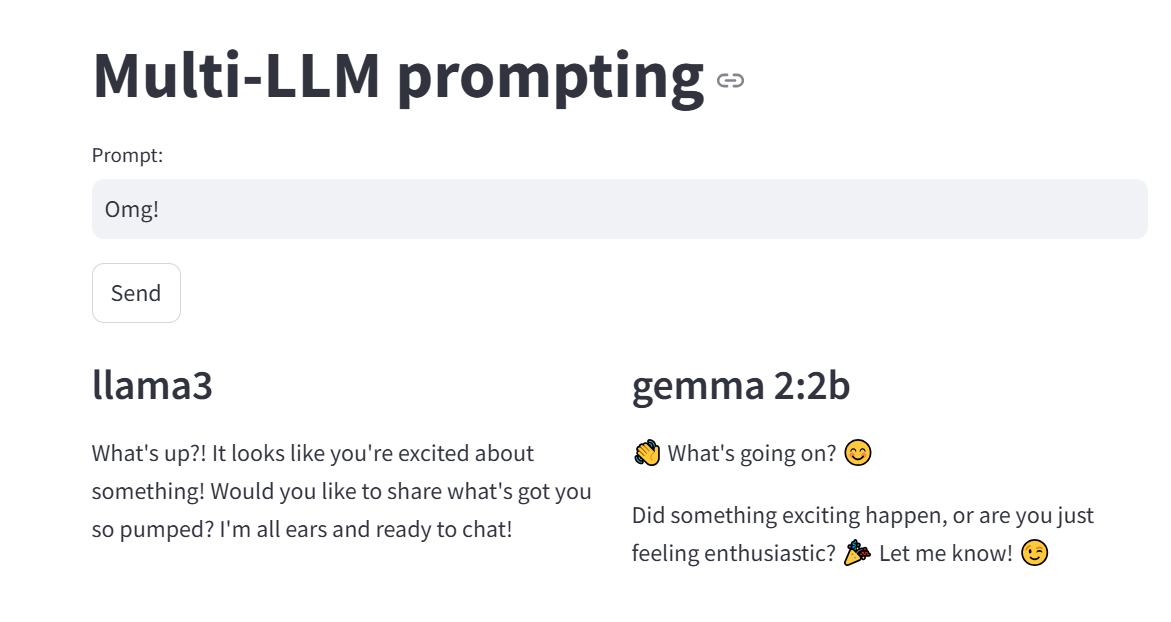 Multi-LLM prompting
Prompt:
Omg!
Send
llama3
What's up?! It looks like you're excited about
something! Would you like to share what's got you
so pumped? I'm all ears and ready to chat!
gemma 2:2b
👋 What's going on? 😊
Did something exciting happen, or are you just
feeling enthusiastic? 🎉 Let me know! 😉